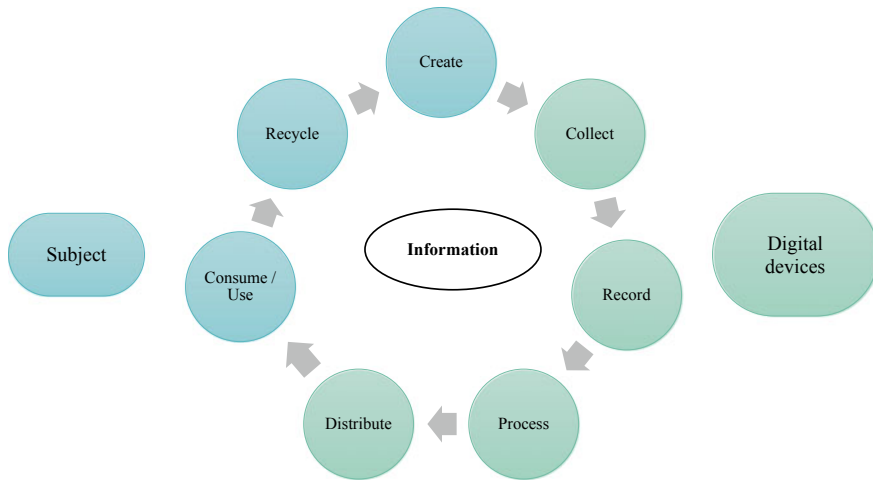 Create
Recycle
Collect
Subject
Information
Digital
devices
Consume /
Use
Record
Distribute
Process